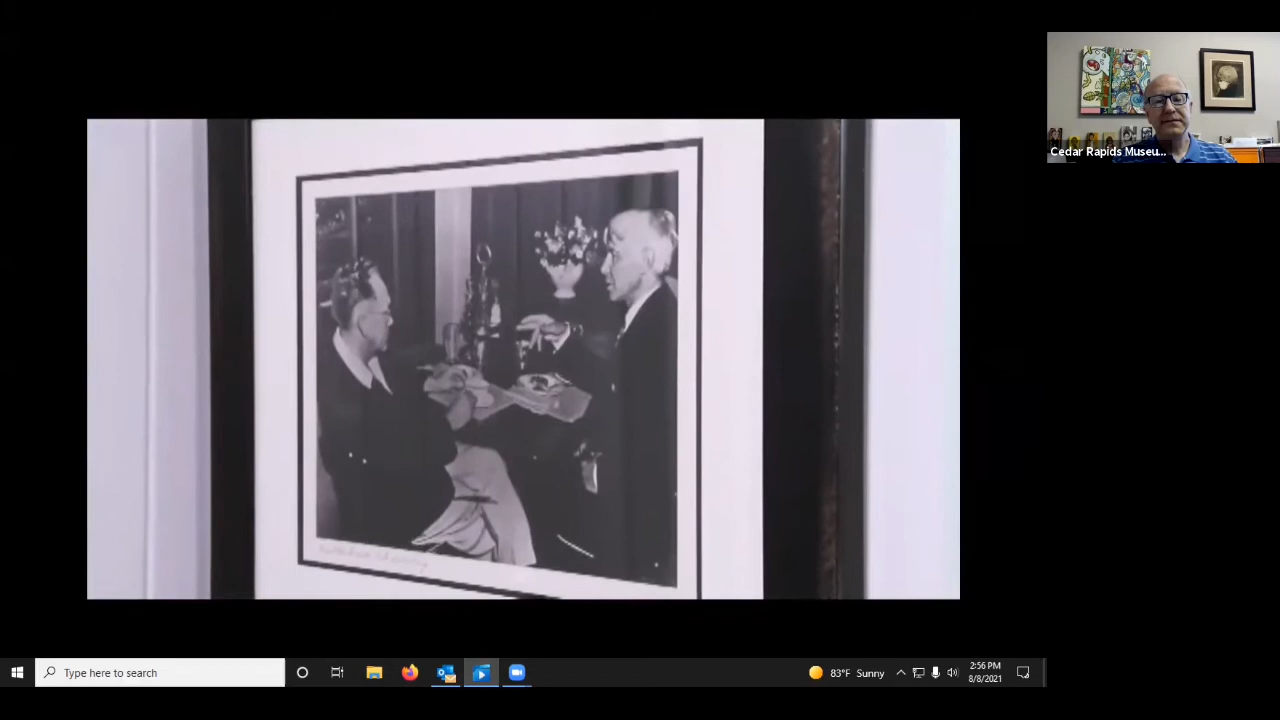 Cedar Rapids Museu...
Type here to search
83°F Sunny
2:56 PM
8/8/2021